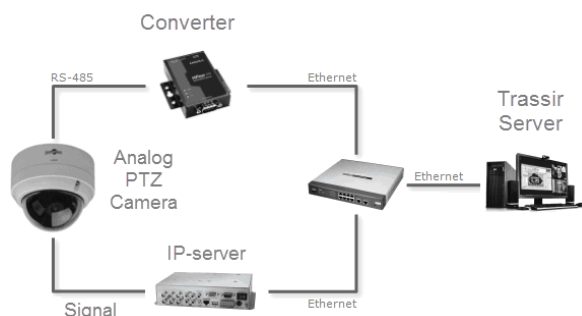 Converter
RS-485
Ethernet
Trassir
Server
Analog
PTZ
Camera
Ethernet
IP-server
Signal
Ethernet